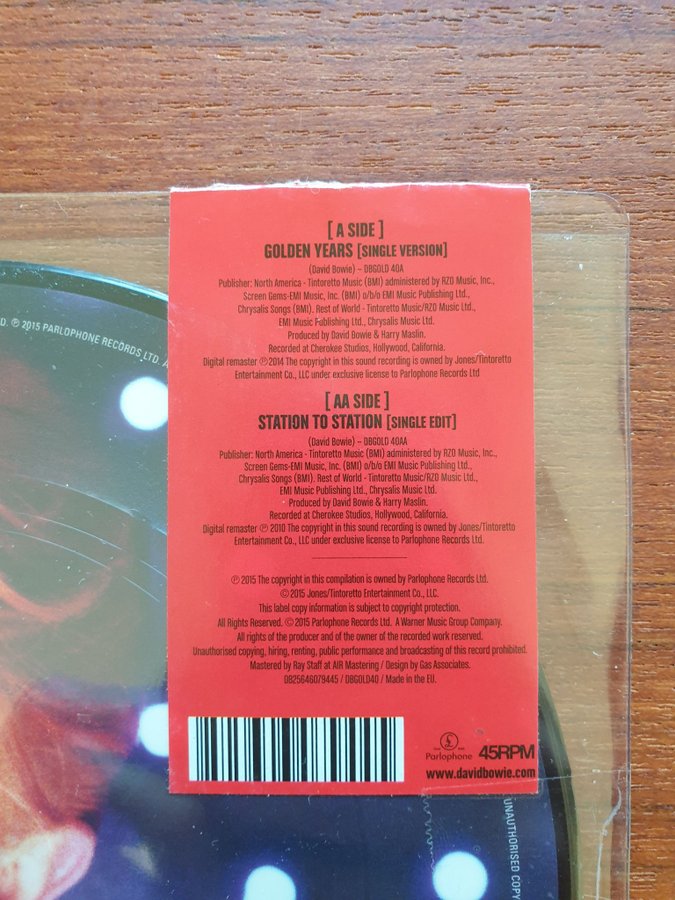 [ A SIDE ]
GOLDEN YEARS [SINGLE VERSION]
(David Bowie) – DBGOLD 40A
Publisher: North America - Tintoretto Music (BMI) administered by RZO Music, Inc.,
Screen Gems-EMI Music, Inc. (BMI) o/b/o EMI Music Publishing Ltd.,
Chrysalis Songs (BMI). Rest of World - Tintoretto Music/RZO Music Ltd.,
EMI Music Publishing Ltd., Chrysalis Music Ltd.
Produced by David Bowie & Harry Maslin.
Recorded at Cherokee Studios, Hollywood, California.
Digital remaster ℗ 2014 The copyright in this sound recording is owned by Jones/Tintoretto
Entertainment Co., LLC under exclusive license to Parlophone Records Ltd
[ AA SIDE ]
STATION TO STATION [SINGLE EDIT]
(David Bowie) – DBGOLD 40AA
Publisher: North America - Tintoretto Music (BMI) administered by RZO Music, Inc.,
Screen Gems-EMI Music, Inc. (BMI) o/b/o EMI Music Publishing Ltd.,
Chrysalis Songs (BMI). Rest of World - Tintoretto Music/RZO Music Ltd.,
EMI Music Publishing Ltd., Chrysalis Music Ltd.
Produced by David Bowie & Harry Maslin.
Recorded at Cherokee Studios, Hollywood, California.
Digital remaster ℗ 2010 The copyright in this sound recording is owned by Jones/Tintoretto
Entertainment Co., LLC under exclusive license to Parlophone Records Ltd.
℗ 2015 The copyright in this compilation is owned by Parlophone Records Ltd.
© 2015 Jones/Tintoretto Entertainment Co., LLC.
This label copy information is subject to copyright protection.
All Rights Reserved. © 2015 Parlophone Records Ltd. A Warner Music Group Company.
All rights of the producer and of the owner of the recorded work reserved.
Unauthorised copying, hiring, renting, public performance and broadcasting of this record prohibited.
Mastered by Ray Staff at AIR Mastering / Design by Gas Associates.
0825646079445 / DBGOLD40 / Made in the EU.
Parlophone
45RPM
www.davidbowie.com
D. ℗ 2015 PARLOPHONE RECORDS LTD. A
UNAUTHORISED COPY